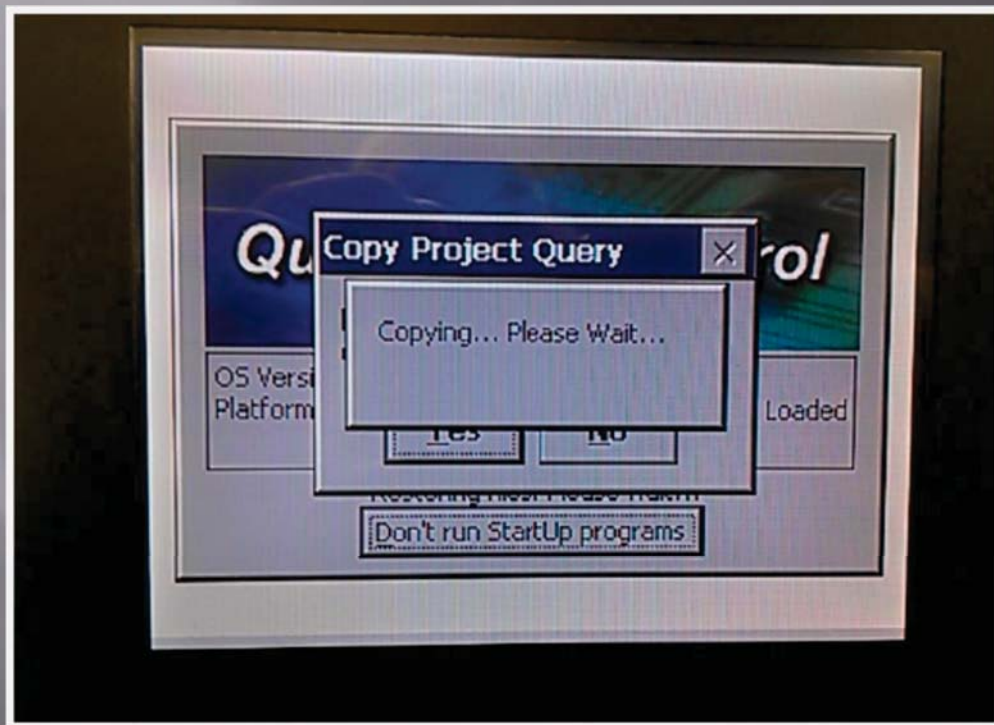 Qu
rol
Copy Project Query
Copying... Please Wait...
OS Versi
Platform
Loaded
Yes
No
Don't run StartUp programs